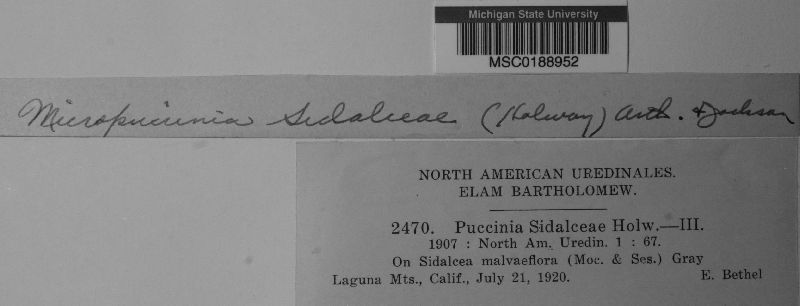 Michigan State University
MSC0188952
Micropuccinia Sidalceae (Holway) Arth. & Jackson
NORTH AMERICAN UREDINALES.
ELAM BARTHOLOMEW.
2470. Puccinia Sidalceae Holw.—III.
1907 : North Am. Uredin. 1 : 67.
On Sidalcea malvaeflora (Moc. & Ses.) Gray
Laguna Mts., Calif., July 21, 1920. E. Bethel